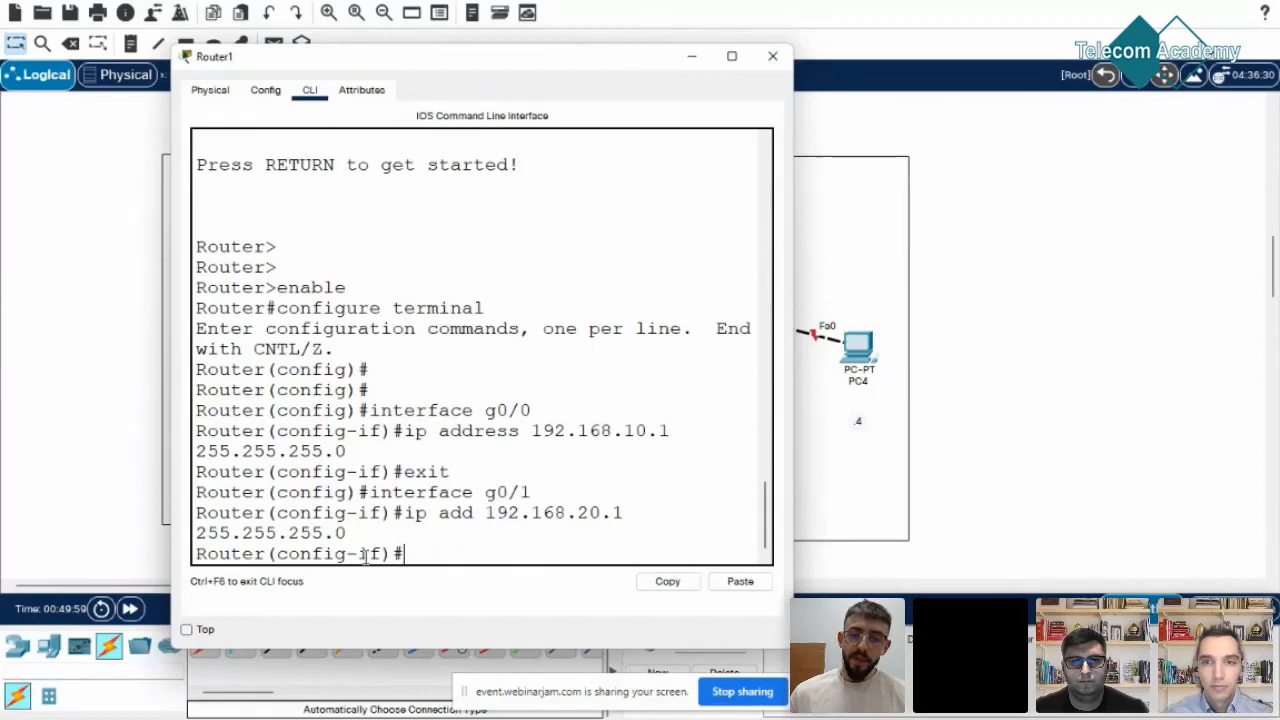 Telecom Academy
Logical
Physical
[Root]
04:36:30
Router1
Physical
Config
CLI
Attributes
IOS Command Line Interface
Press RETURN to get started!
Router>
Router>
Router>enable
Router#configure terminal
Enter configuration commands, one per line.  End
with CNTL/Z.
Router(config)#
Router(config)#
Router(config)#interface g0/0
Router(config-if)#ip address 192.168.10.1
255.255.255.0
Router(config-if)#exit
Router(config)#interface g0/1
Router(config-if)#ip add 192.168.20.1
255.255.255.0
Router(config-if)#
Ctrl+F6 to exit CLI focus
Copy
Paste
Top
Fa0
PC-PT
PC4
.4
Time: 00:49:59
New
Delete
event.webinarjam.com is sharing your screen.
Stop sharing
Automatically Choose Connection Type